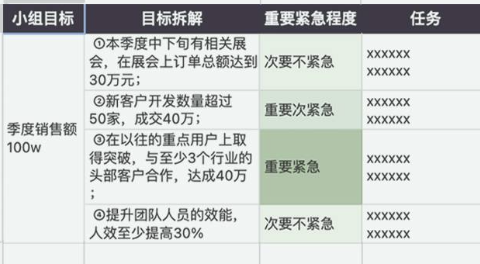 小组目标 目标拆解 重要紧急程度 任务
季度销售额
100w
①本季度中下旬有相关展
会，在展会上订单总额达到
30万元；
次要不紧急
xxxxxx
xxxxxx
②新客户开发数量超过
50家，成交40万；
重要次紧急
xxxxxx
xxxxxx
③在以往的重点用户上取
得突破，与至少3个行业的
头部客户合作，达成40万
；
重要紧急
xxxxxx
xxxxxx
④提升团队人员的效能，
人效至少提高30%
次要不紧急
xxxxxx
xxxxxx